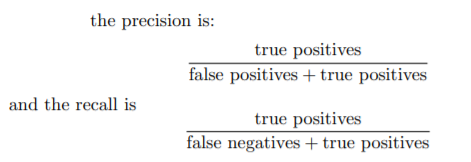 the precision is:
true positives
false positives + true positives
and the recall is
true positives
false negatives + true positives